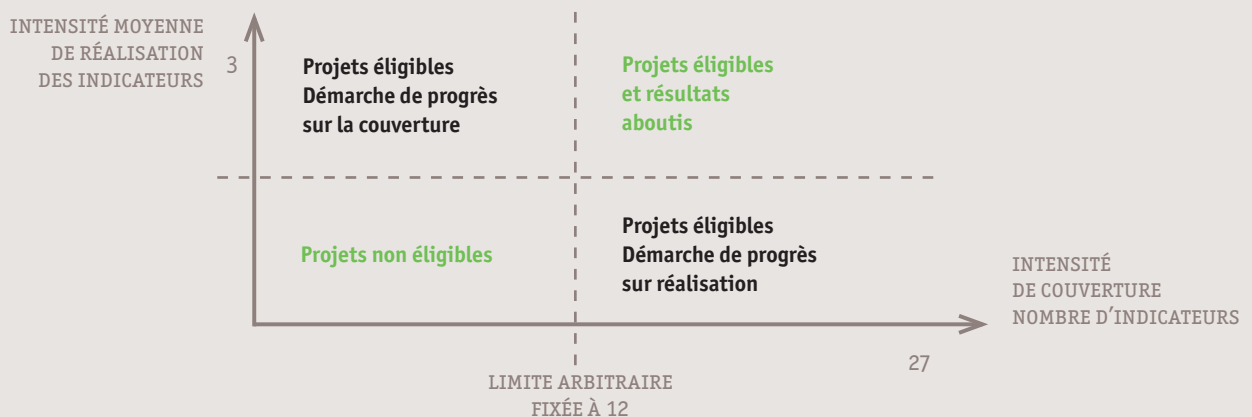 INTENSITÉ MOYENNE
DE RÉALISATION
DES INDICATEURS
3
Projets éligibles
Démarche de progrès
sur la couverture
Projets éligibles
et résultats
aboutis
Projets non éligibles
Projets éligibles
Démarche de progrès
sur réalisation
INTENSITÉ
DE COUVERTURE
NOMBRE D'INDICATEURS
27
LIMITE ARBITRAIRE
FIXÉE À 12